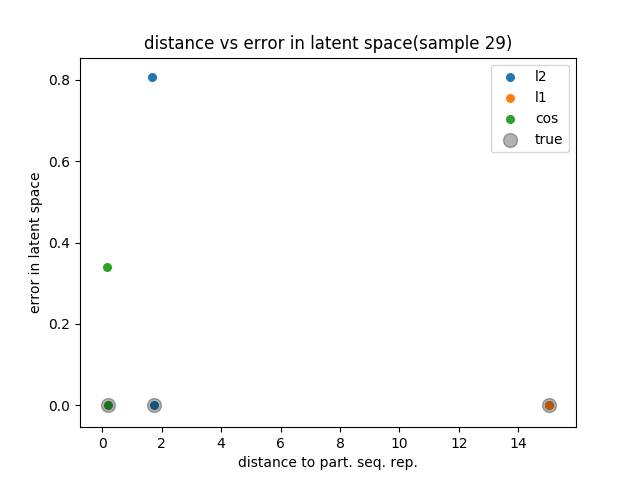 distance vs error in latent space(sample 29)
l2
l1
cos
true
error in latent space
0.8
0.6
0.4
0.2
0.0
0 2 4 6 8 10 12 14
distance to part. seq. rep.